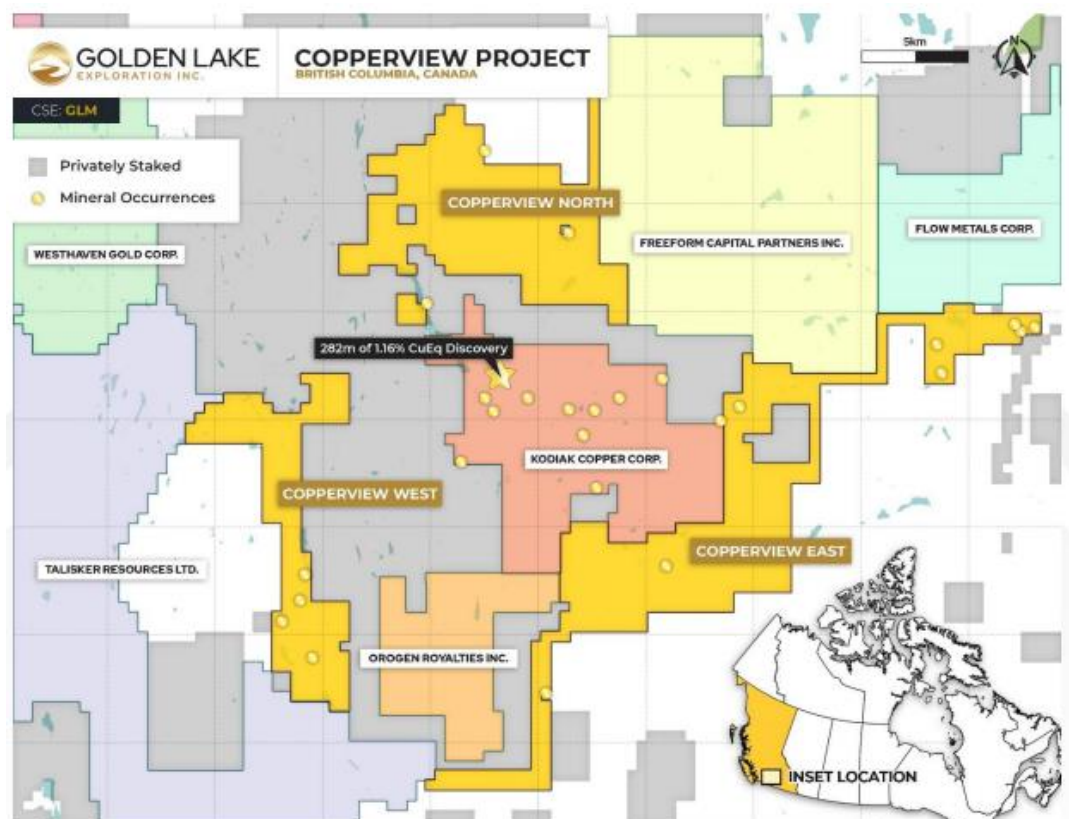 GOLDEN LAKE
EXPLORATION INC.
COPPERVIEW PROJECT
BRITISH COLUMBIA, CANADA
5km
N
CSE: GLM
Privately Staked
Mineral Occurrences
COPPERVIEW NORTH
FREEFORM CAPITAL PARTNERS INC.
FLOW METALS CORP.
WESTHAVEN GOLD CORP.
282m of 1.16% CuEq Discovery
KODIAK COPPER CORP.
COPPERVIEW WEST
COPPERVIEW EAST
TALISKER RESOURCES LTD.
OROGEN ROYALTIES INC.
INSET LOCATION